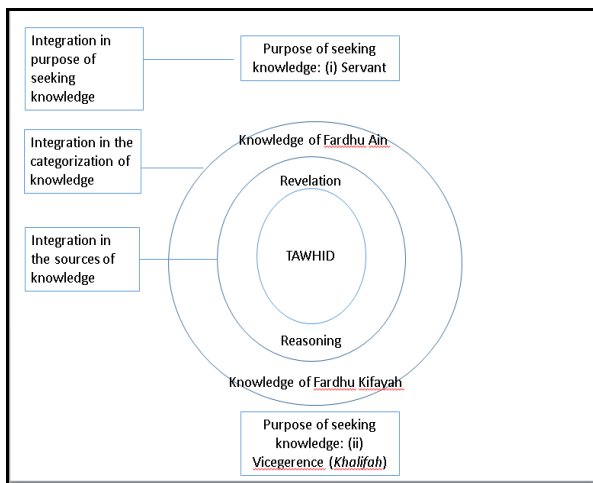 Integration in
purpose of
seeking
knowledge
Purpose of seeking
knowledge: (i) Servant
Integration in the
categorization of
knowledge
Integration in
the sources of
knowledge
Knowledge of Fardhu Ain
Revelation
TAWHID
Reasoning
Knowledge of Fardhu Kifayah
Purpose of seeking
knowledge: (ii)
Vicegerence (Khalifah)